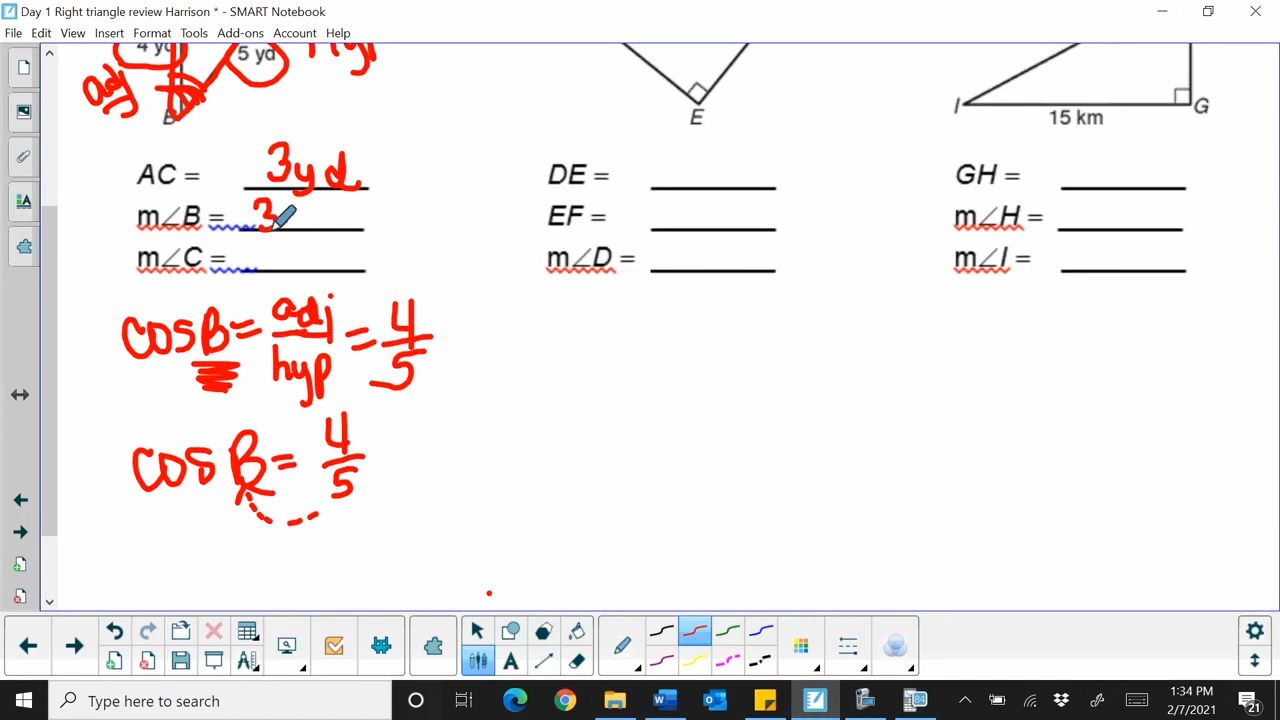 Day 1 Right triangle review Harrison * - SMART Notebook
File Edit View Insert Format Tools Add-ons Account Help
4 yd
5 yd
adj
B
E
I
G
15 km
AC = 3yd
DE =
GH =
m∠B = 3
EF =
m∠H =
m∠C =
m∠D =
m∠I =
cosB = adj/hyp = 4/5
cos B = 4/5
Type here to search
84
1:34 PM
2/7/2021
21